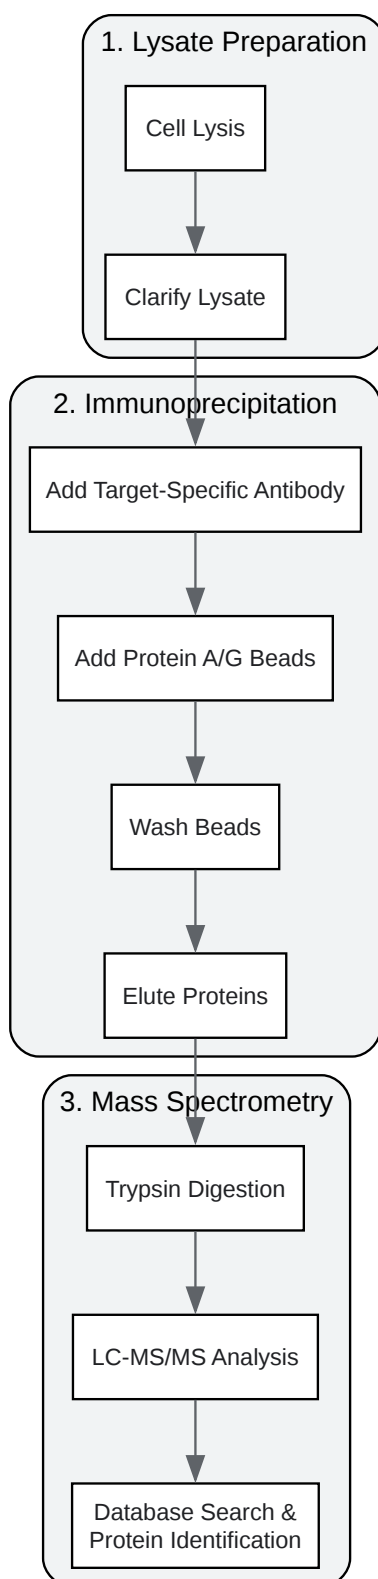 1. Lysate Preparation
Cell Lysis
Clarify Lysate
2. Immunoprecipitation
Add Target-Specific Antibody
Add Protein A/G Beads
Wash Beads
Elute Proteins
3. Mass Spectrometry
Trypsin Digestion
LC-MS/MS Analysis
Database Search &
Protein Identification